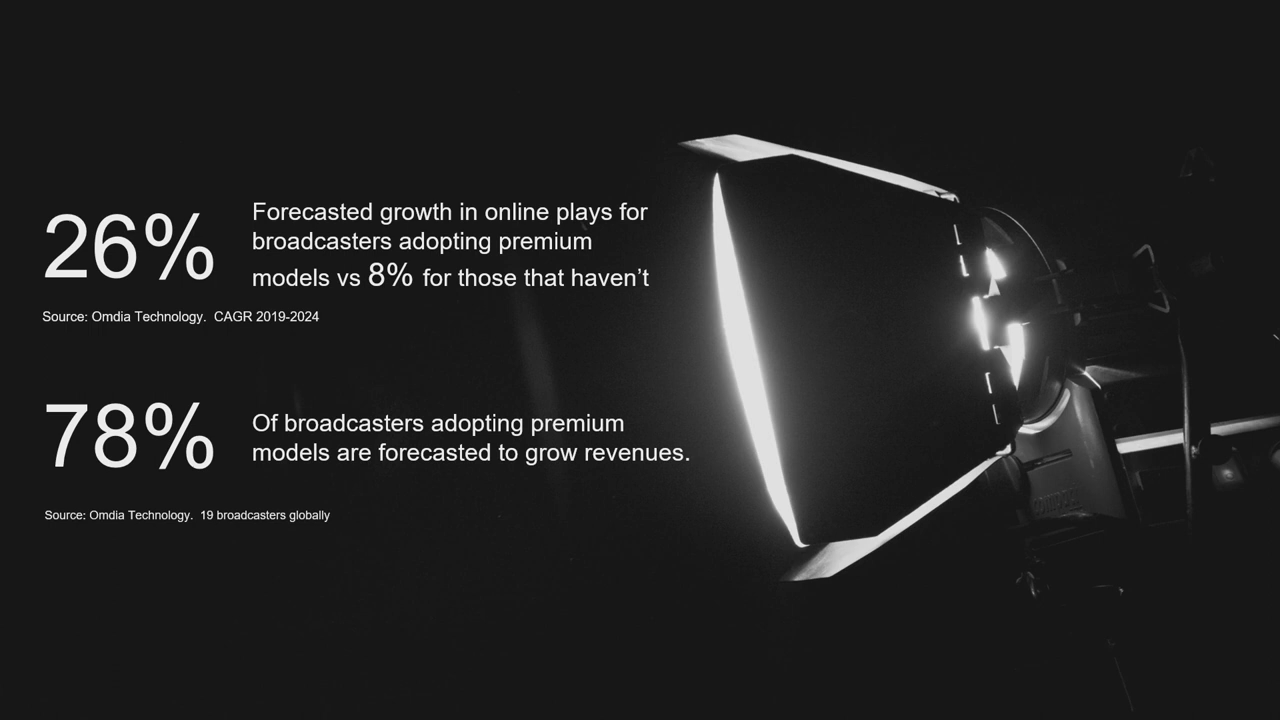 26%
Forecasted growth in online plays for
broadcasters adopting premium
models vs 8% for those that haven’t
Source: Omdia Technology.  CAGR 2019-2024
78%
Of broadcasters adopting premium
models are forecasted to grow revenues.
Source: Omdia Technology.  19 broadcasters globally